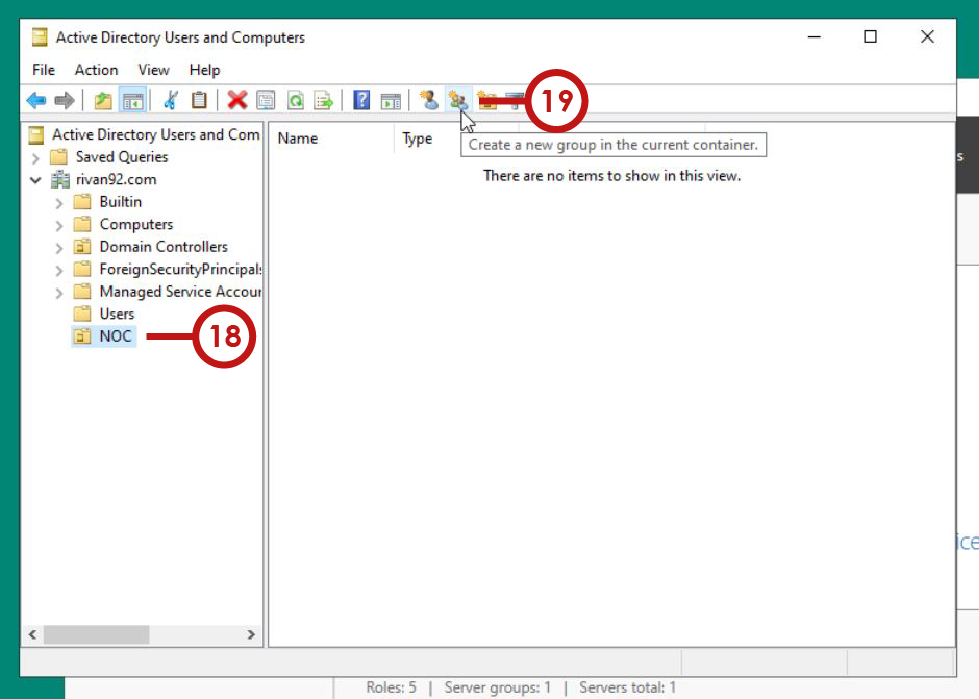 Active Directory Users and Computers
File Action View Help
19
Active Directory Users and Com
Name Type
Create a new group in the current container.
There are no items to show in this view.
Saved Queries
rivan92.com
Builtin
Computers
Domain Controllers
ForeignSecurityPrincipals
Managed Service Accour
Users
NOC
18
s
ice
Roles: 5 | Server groups: 1 | Servers total: 1